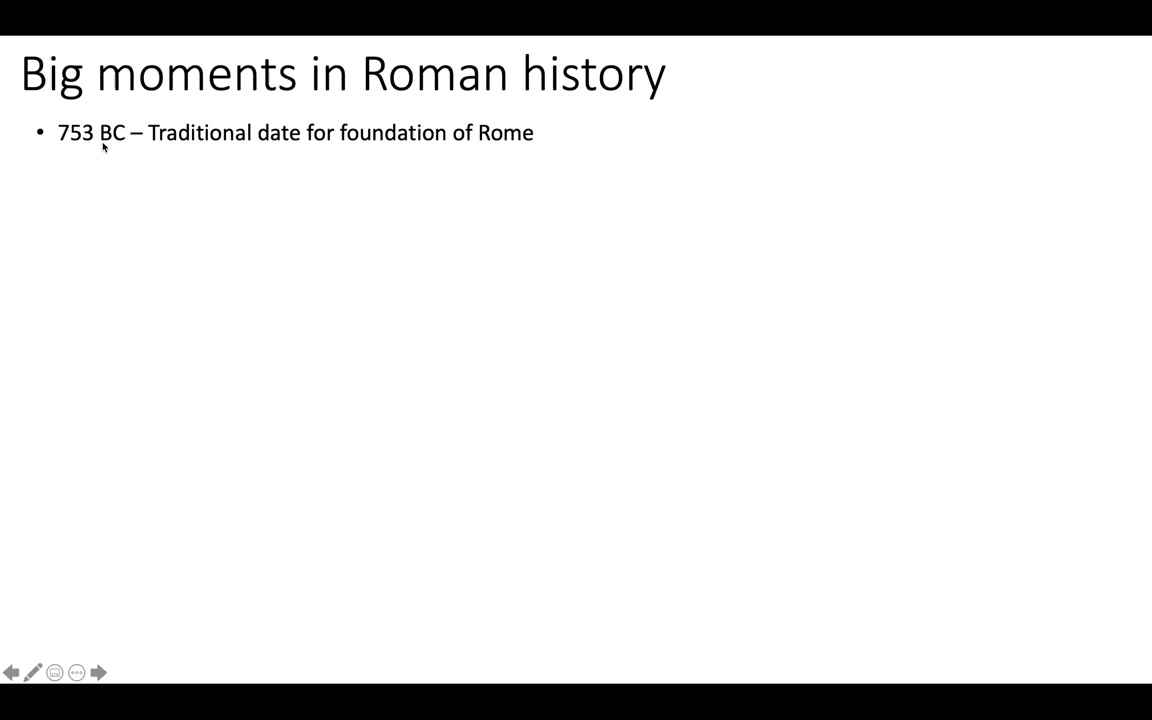 Big moments in Roman history
• 753 BC – Traditional date for foundation of Rome